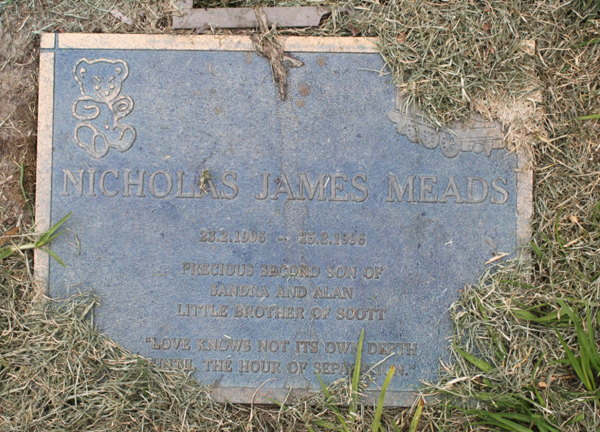 NICHOLAS JAMES MEADS
23.2.1996 - 25.2.1996
PRECIOUS SECOND SON OF
SANDRA AND ALAN
LITTLE BROTHER OF SCOTT
"LOVE KNOWS NOT ITS OWN DEPTH
UNTIL THE HOUR OF SEPARATION."